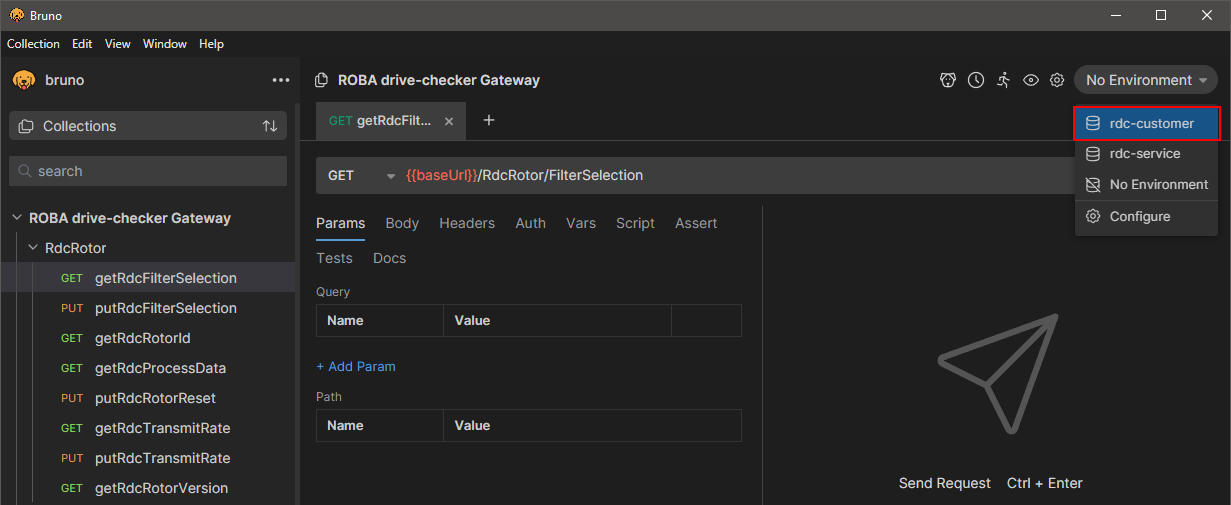 Bruno
Collection Edit View Window Help
bruno
ROBA drive-checker Gateway
No Environment
Collections
GET getRdcFilt...
rdc-customer
rdc-service
No Environment
Configure
search
GET {{baseUrl}}/RdcRotor/FilterSelection
ROBA drive-checker Gateway
RdcRotor
GET getRdcFilterSelection
PUT putRdcFilterSelection
GET getRdcRotorId
GET getRdcProcessData
PUT putRdcRotorReset
GET getRdcTransmitRate
PUT putRdcTransmitRate
GET getRdcRotorVersion
Params Body Headers Auth Vars Script Assert
Tests Docs
Query
Name Value
+ Add Param
Path
Name Value
Send Request Ctrl + Enter